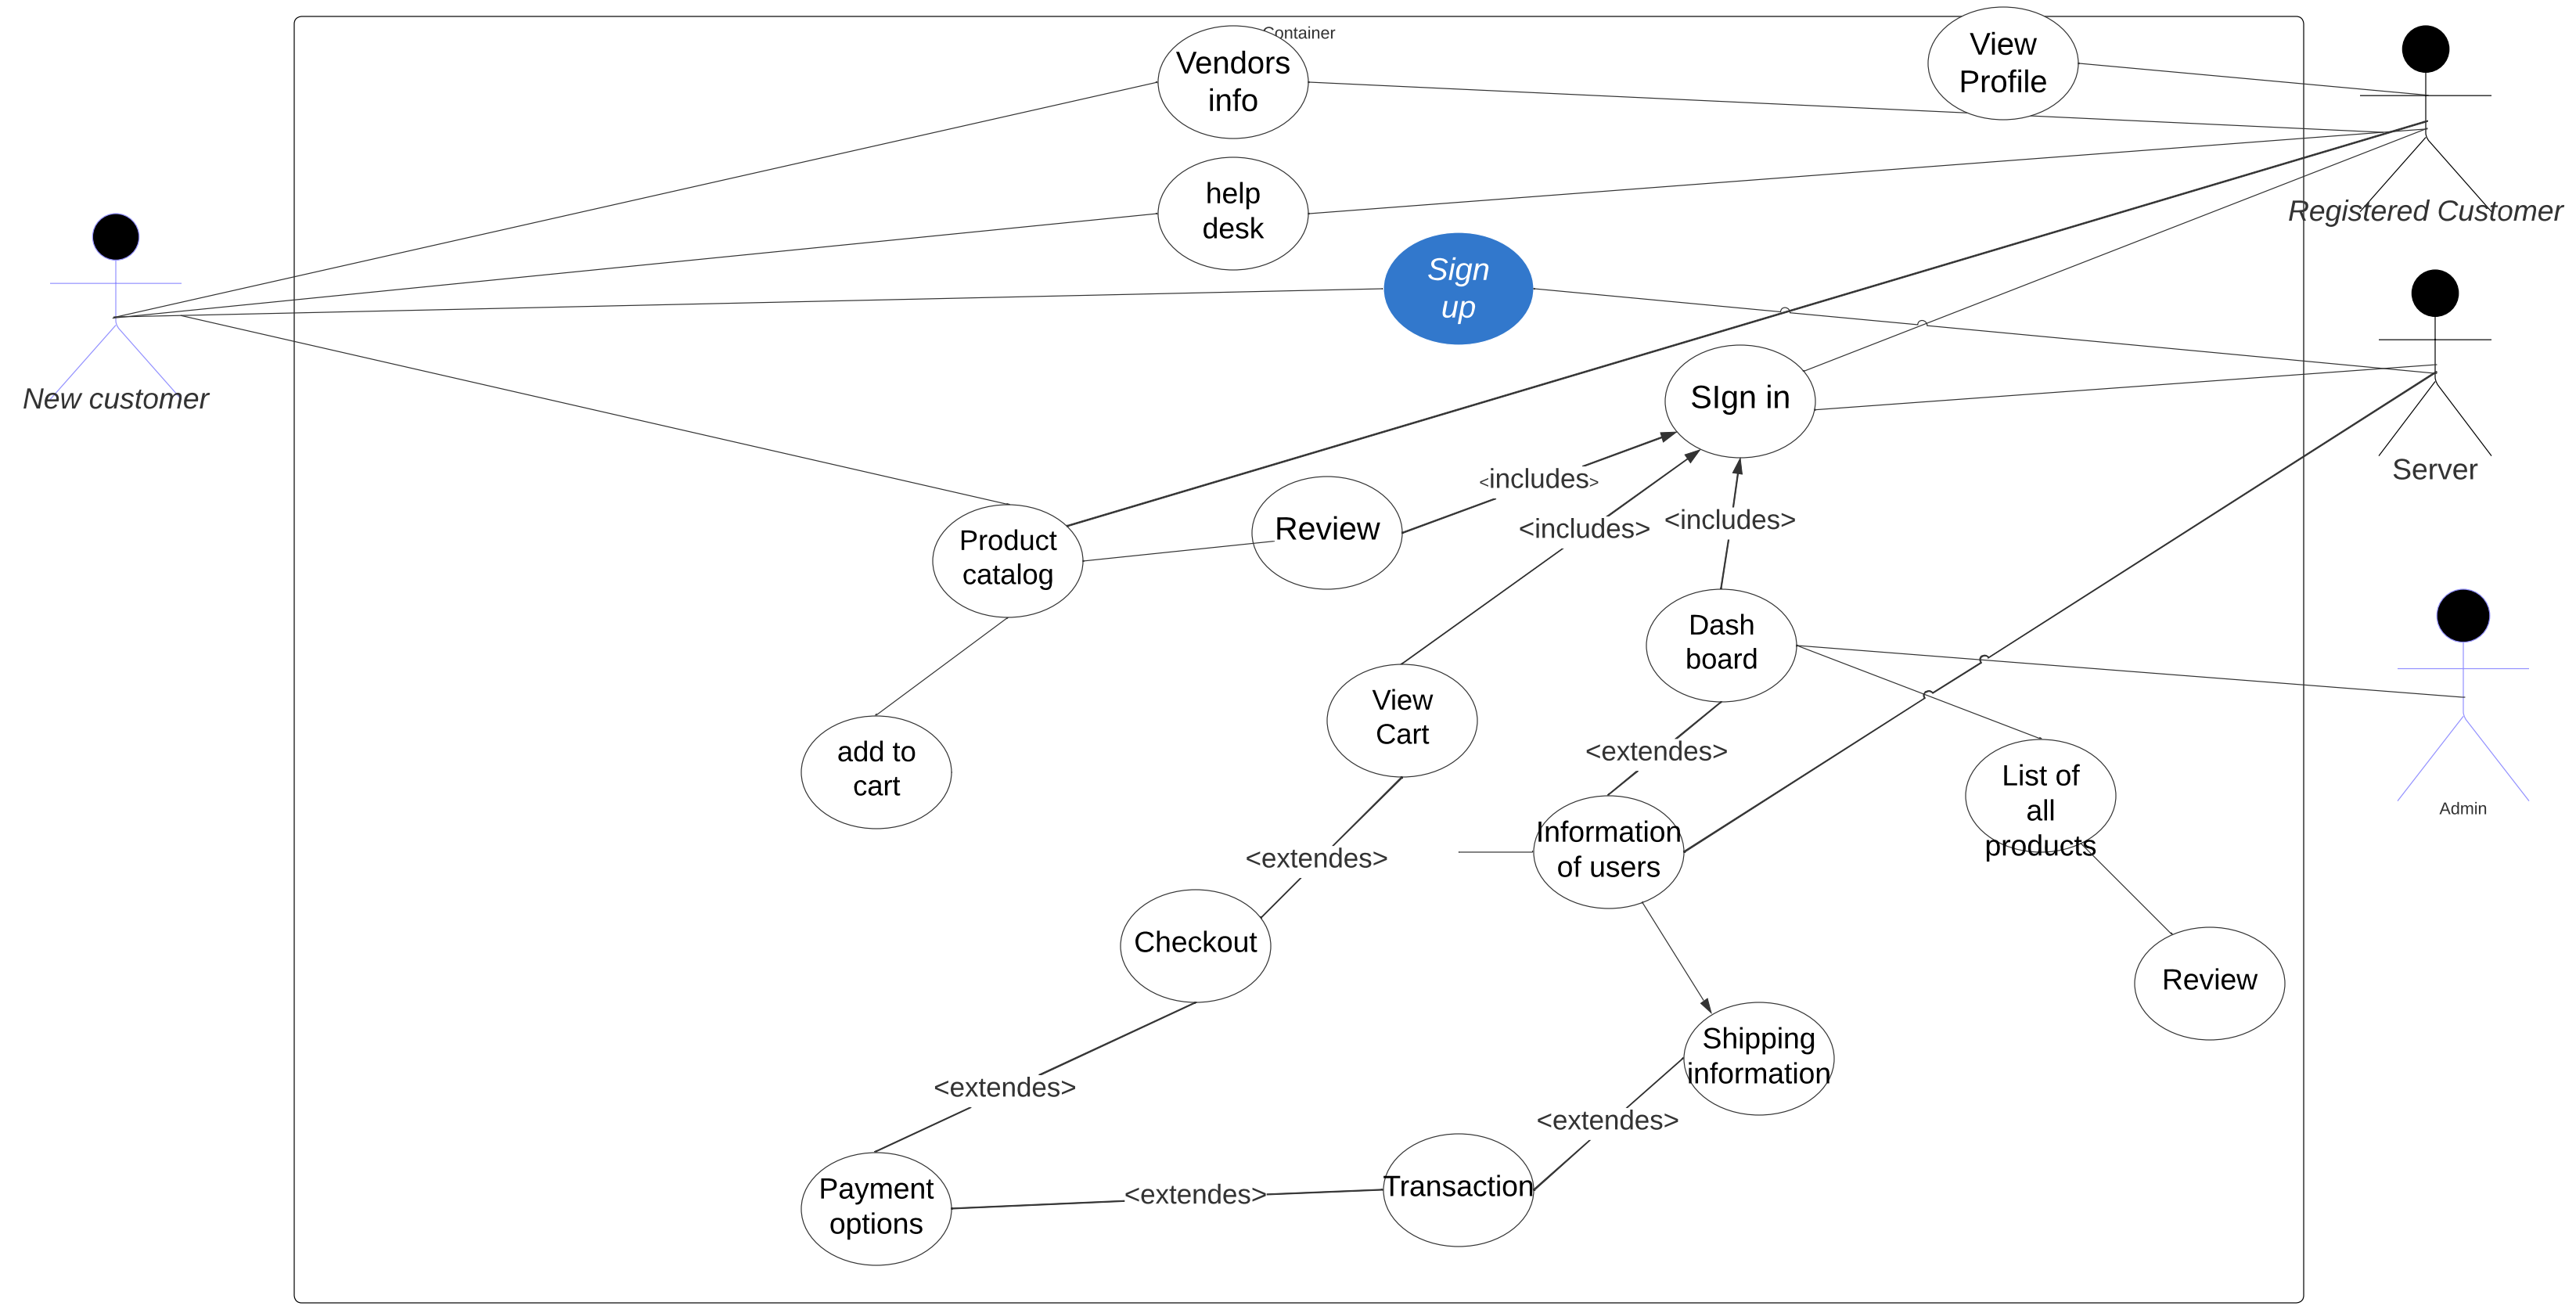 Container
Vendors
info
View
Profile
help
desk
Registered Customer
Sign
up
New customer
SIgn in
Server
<includes>
Review
<includes>
<includes>
Product
catalog
Dash
board
View
Cart
add to
cart
<extendes>
List of
all
products
Admin
Information
of users
<extendes>
Checkout
Review
Shipping
information
<extendes>
<extendes>
Payment
options
<extendes>
Transaction